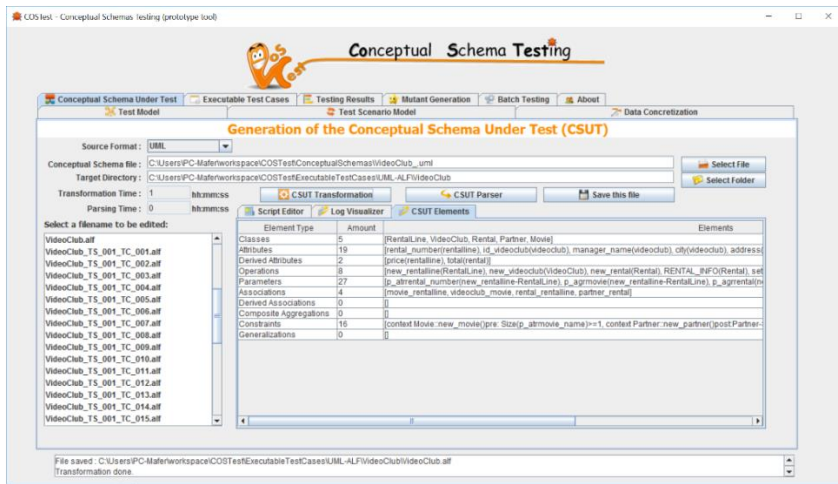 COSTest - Conceptual Schemas Testing (prototype tool)
Cos Test
Conceptual Schema Testing
Conceptual Schema Under Test Executable Test Cases Testing Results Mutant Generation Batch Testing About
Test Model Test Scenario Model Data Concretization
Generation of the Conceptual Schema Under Test (CSUT)
Source Format : UML
Conceptual Schema file : C:\Users\PC-Mafer\workspace\COSTest\ConceptualSchemas\VideoClub_.uml Select File
Target Directory : C:\Users\PC-Mafer\workspace\COSTest\ExecutableTestCases\UML-ALF\VideoClub Select Folder
Transformation Time : 1 hh:mm:ss CSUT Transformation CSUT Parser Save this file
Parsing Time : 0 hh:mm:ss Script Editor Log Visualizer CSUT Elements
Select a filename to be edited:
VideoClub.alf
VideoClub_TS_001_TC_001.alf
VideoClub_TS_001_TC_002.alf
VideoClub_TS_001_TC_003.alf
VideoClub_TS_001_TC_004.alf
VideoClub_TS_001_TC_005.alf
VideoClub_TS_001_TC_006.alf
VideoClub_TS_001_TC_007.alf
VideoClub_TS_001_TC_008.alf
VideoClub_TS_001_TC_009.alf
VideoClub_TS_001_TC_010.alf
VideoClub_TS_001_TC_011.alf
VideoClub_TS_001_TC_012.alf
VideoClub_TS_001_TC_013.alf
VideoClub_TS_001_TC_014.alf
VideoClub_TS_001_TC_015.alf
Element Type Amount Elements
Classes 5 [RentalLine, VideoClub, Rental, Partner, Movie]
Attributes 19 [rental_number(rentalline), id_videoclub(videoclub), manager_name(videoclub), city(videoclub), address(
Derived Attributes 2 [price(rentalline), total(rental)]
Operations 8 [new_rentalline(RentalLine), new_videoclub(VideoClub), new_rental(Rental), RENTAL_INFO(Rental), set
Parameters 27 [p_atrrental_number(new_rentalline-RentalLine), p_agrmovie(new_rentalline-RentalLine), p_agrrental(ne
Associations 4 [movie_rentalline, videoclub_movie, rental_rentalline, partner_rental]
Derived Associations 0 []
Composite Aggregations 0 []
Constraints 16 [context Movie::new_movie()pre: Size(p_atrmovie_name)>=1, context Partner::new_partner()post:Partner-
Generalizations 0 []
File saved : C:\Users\PC-Mafer\workspace\COSTest\ExecutableTestCases\UML-ALF\VideoClub\VideoClub.alf
Transformation done.